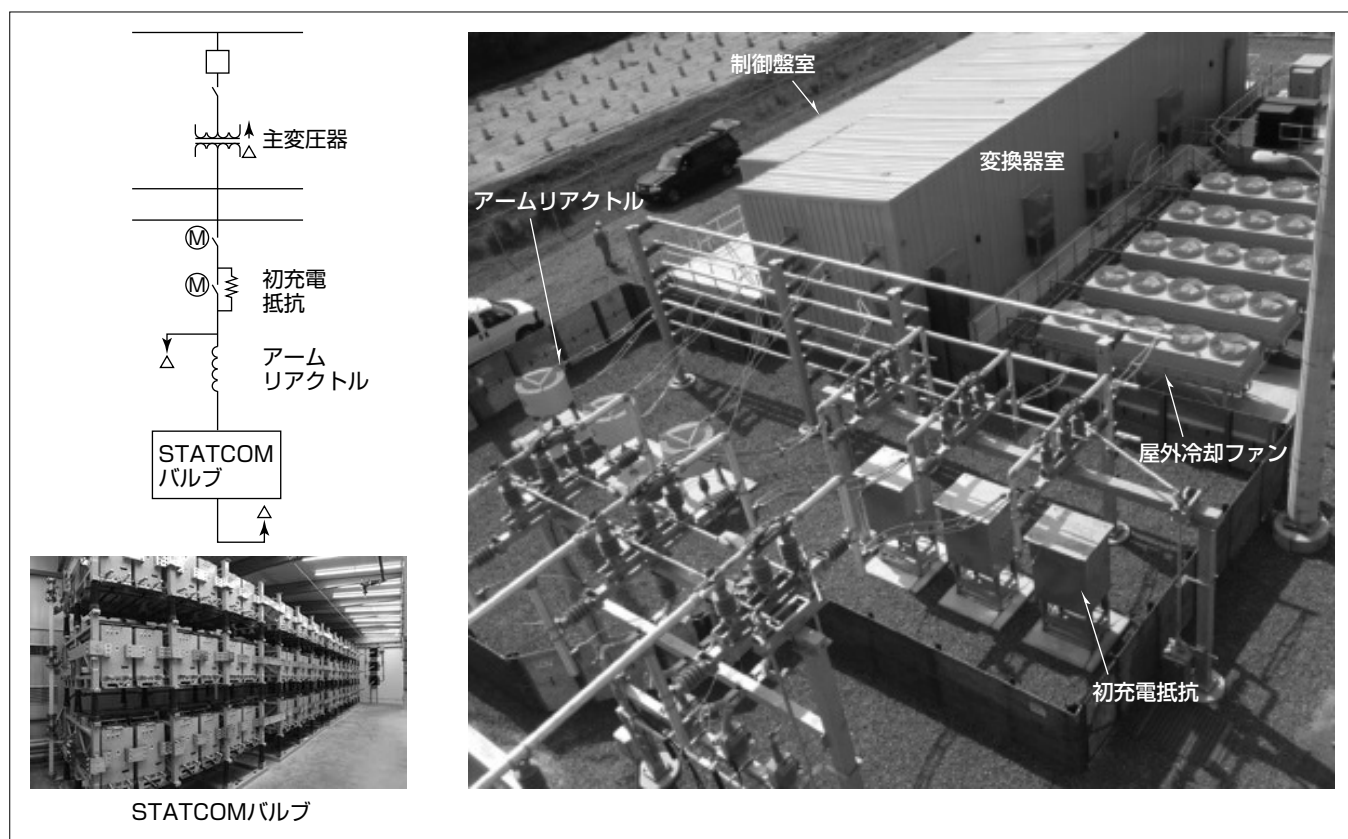 主変圧器
Ⓜ
Ⓜ
初充電
抵抗
アーム
リアクトル
STATCOM
バルブ
STATCOMバルブ
制御盤室
変換器室
アームリアクトル
屋外冷却ファン
初充電抵抗